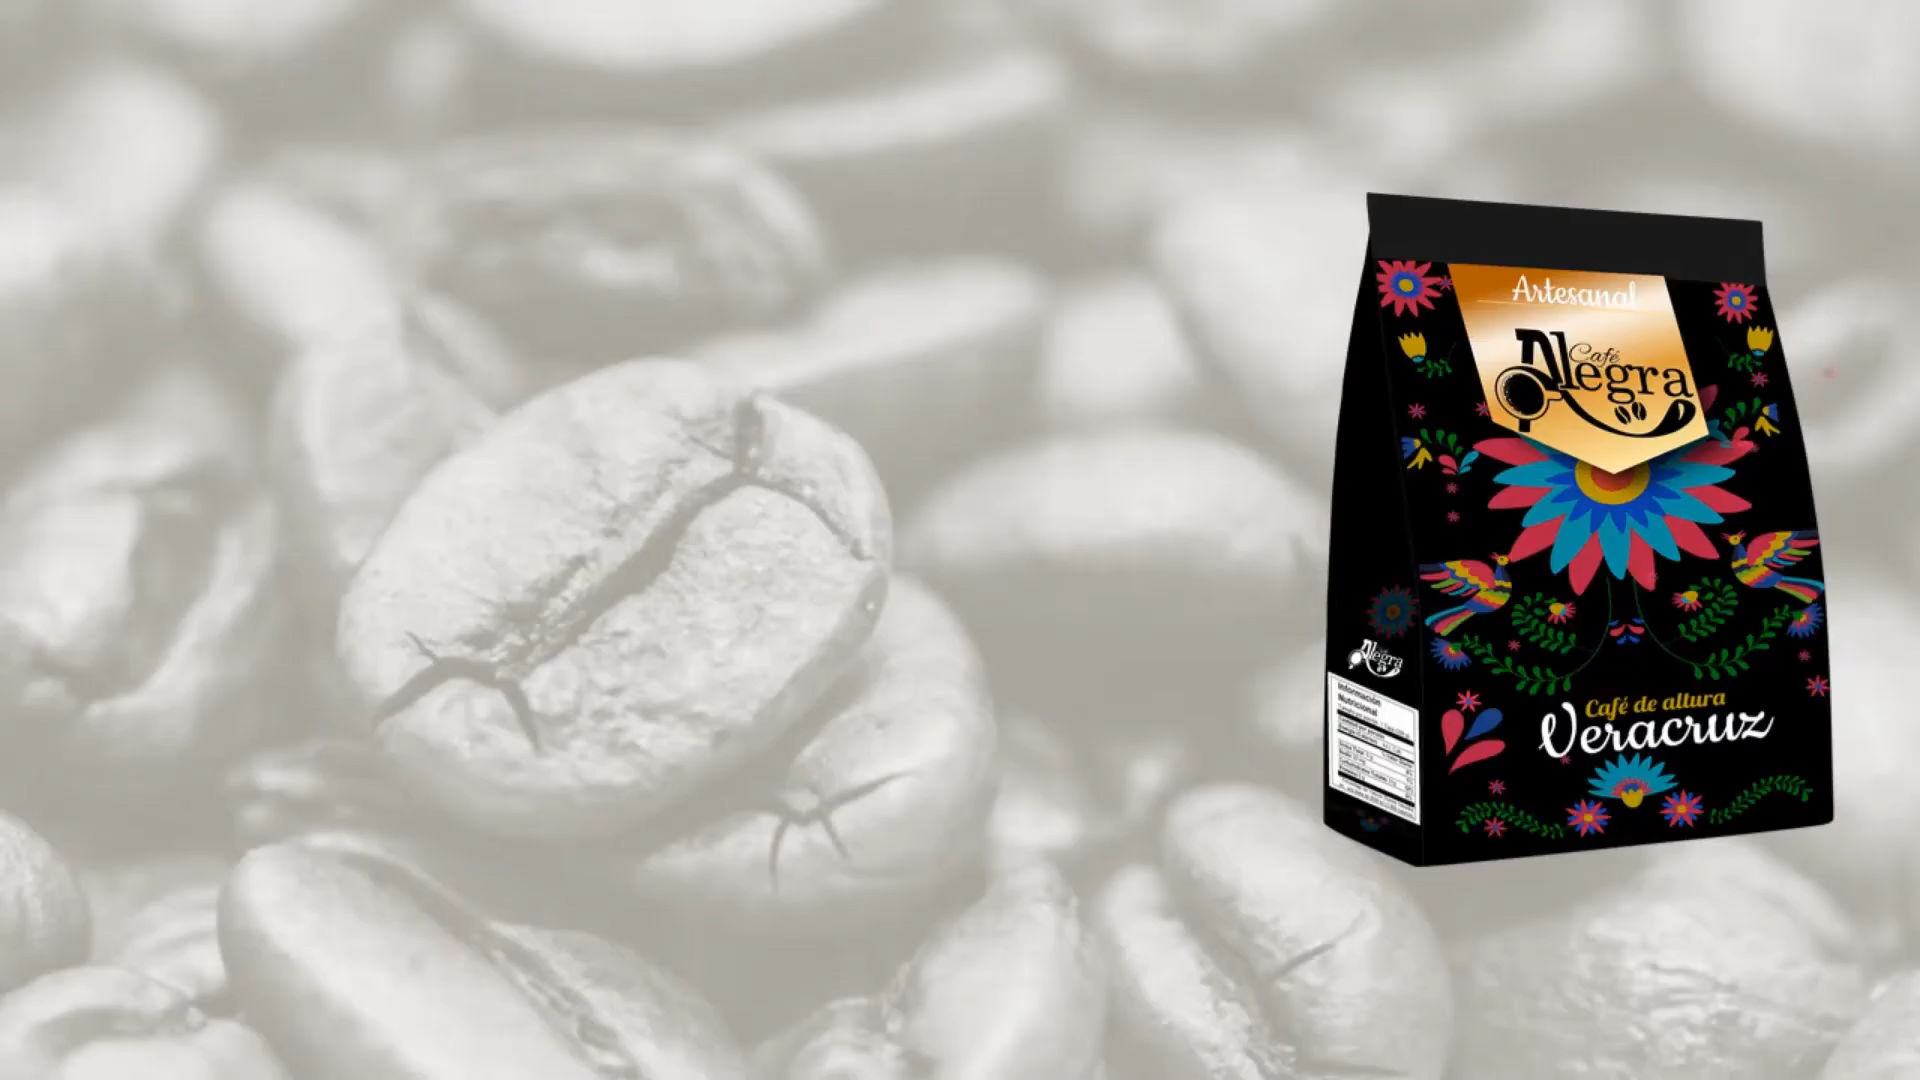 Artesanal
Café
Alegra
Café de altura
Veracruz
Alegra
Información
Nutricional